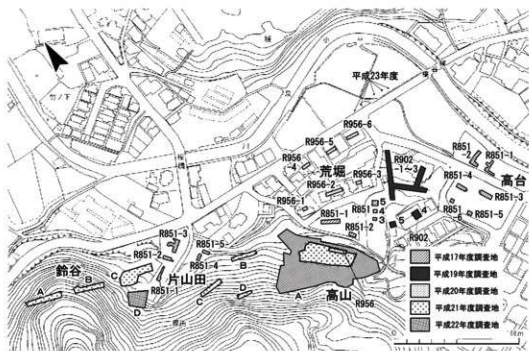 竹ノ下
平成23年度
R956-6
R956-5
R956
-4
荒堀
R902
-1～3
R956-3
R956-2
R956-1
R851
-2
R851-1
R851-4
高台
R851-3
R851-5
R851
5
4
3
R851-1
R851-2
5
4
R902
R851-3
R851-2
R851-5
R851-4
R851-1
鈴谷
A
B
C
D
片山田
B
C
D
A
高山
R956
平成17年度調査地
平成19年度調査地
平成20年度調査地
平成21年度調査地
平成22年度調査地